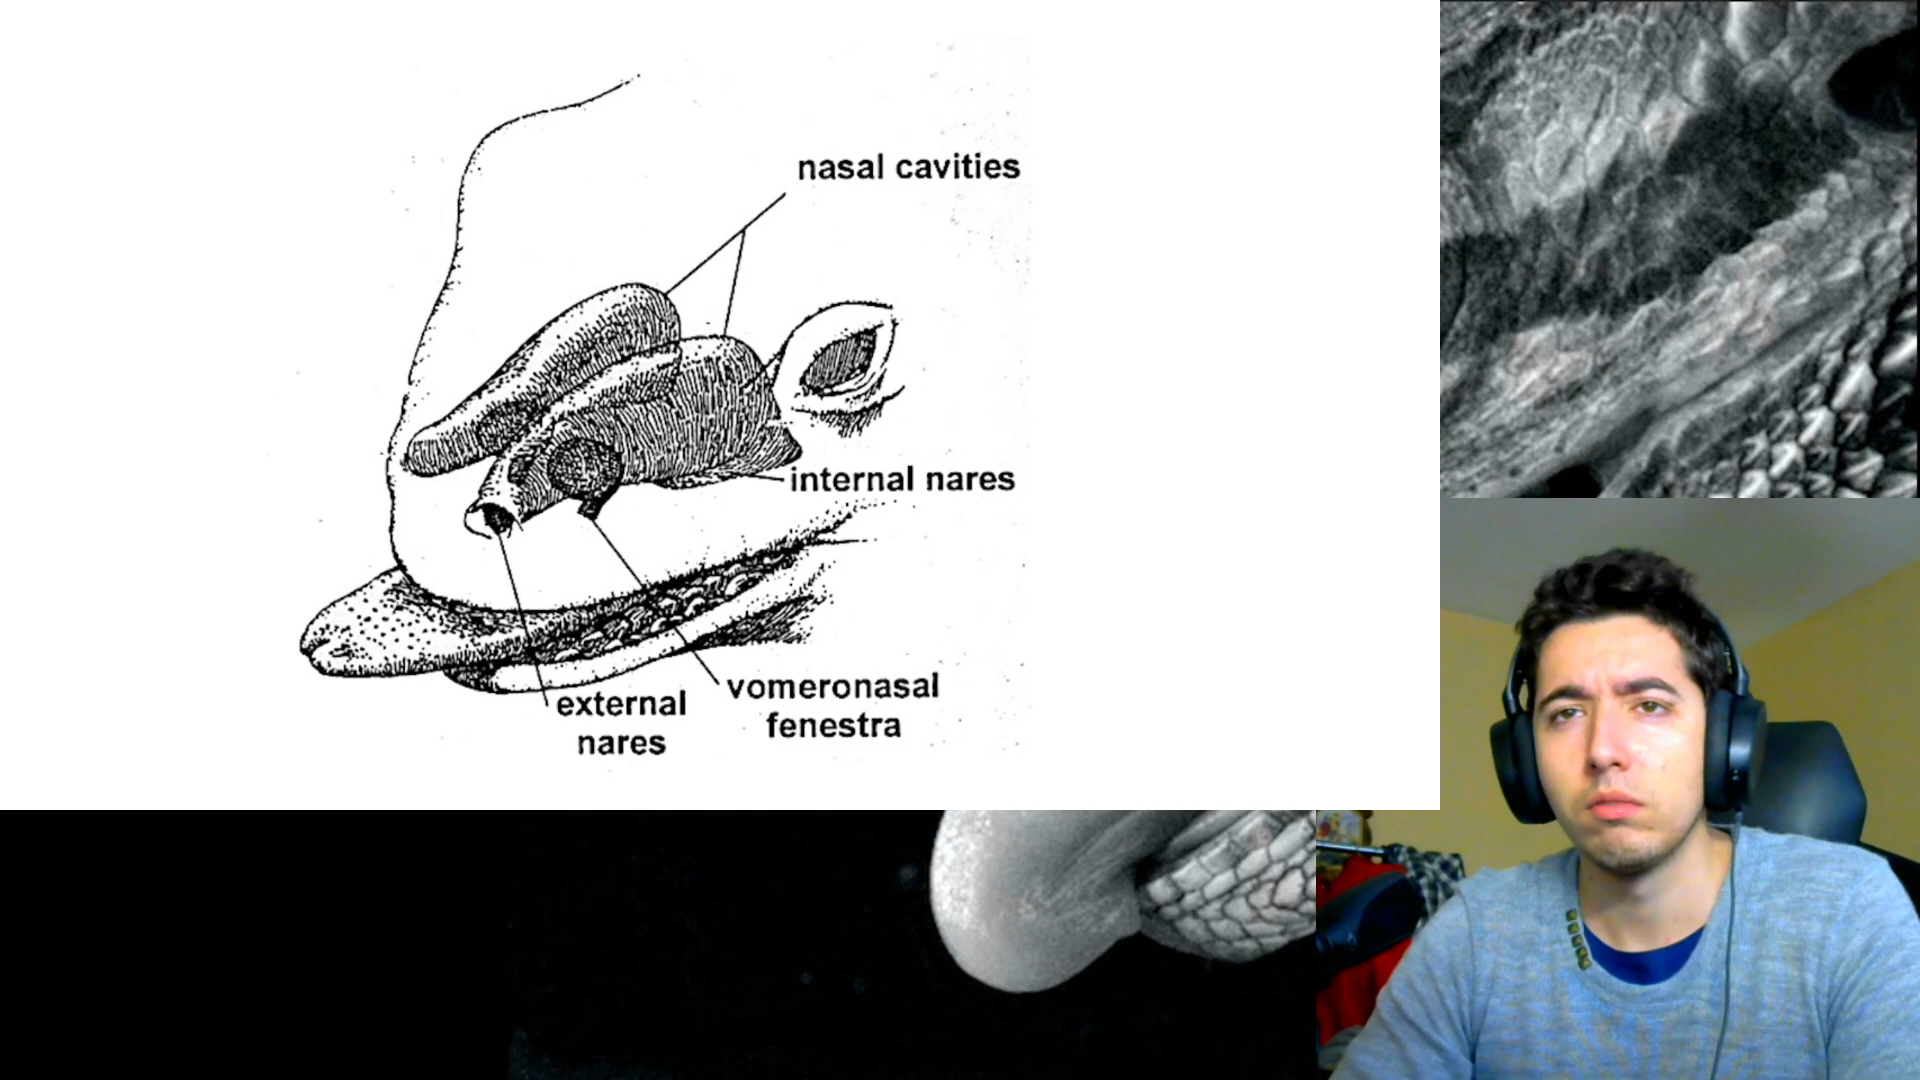 nasal cavities
internal nares
vomeronasal
fenestra
external
nares